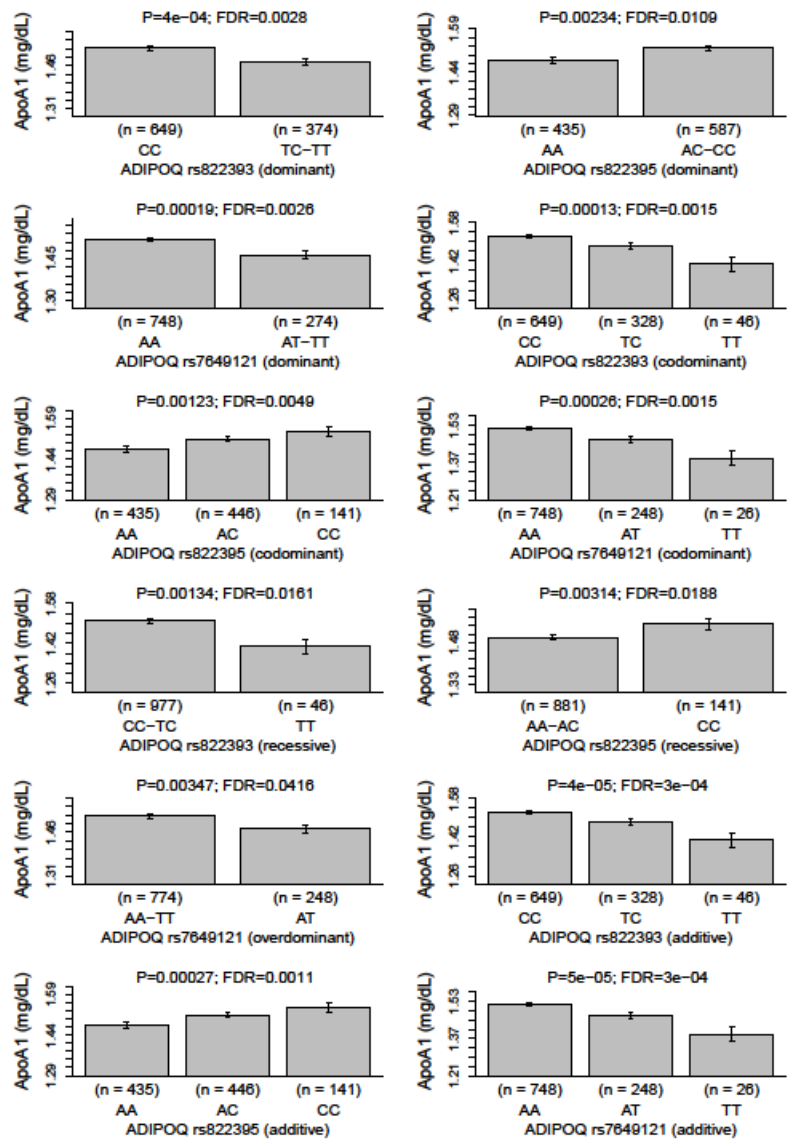 P=4e-04; FDR=0.0028
ApoA1 (mg/dL)
1.46
1.31
(n = 649) (n = 374)
CC TC-TT
ADIPOQ rs822393 (dominant)
P=0.00234; FDR=0.0109
ApoA1 (mg/dL)
1.59
1.44
1.29
(n = 435) (n = 587)
AA AC-CC
ADIPOQ rs822395 (dominant)
P=0.00019; FDR=0.0026
ApoA1 (mg/dL)
1.45
1.30
(n = 748) (n = 274)
AA AT-TT
ADIPOQ rs7649121 (dominant)
P=0.00013; FDR=0.0015
ApoA1 (mg/dL)
1.58
1.42
1.26
(n = 649) (n = 328) (n = 46)
CC TC TT
ADIPOQ rs822393 (codominant)
P=0.00123; FDR=0.0049
ApoA1 (mg/dL)
1.59
1.44
1.29
(n = 435) (n = 446) (n = 141)
AA AC CC
ADIPOQ rs822395 (codominant)
P=0.00026; FDR=0.0015
ApoA1 (mg/dL)
1.53
1.37
1.21
(n = 748) (n = 248) (n = 26)
AA AT TT
ADIPOQ rs7649121 (codominant)
P=0.00134; FDR=0.0161
ApoA1 (mg/dL)
1.58
1.42
1.26
(n = 977) (n = 46)
CC-TC TT
ADIPOQ rs822393 (recessive)
P=0.00314; FDR=0.0188
ApoA1 (mg/dL)
1.48
1.33
(n = 881) (n = 141)
AA-AC CC
ADIPOQ rs822395 (recessive)
P=0.00347; FDR=0.0416
ApoA1 (mg/dL)
1.46
1.31
(n = 774) (n = 248)
AA-TT AT
ADIPOQ rs7649121 (overdominant)
P=4e-05; FDR=3e-04
ApoA1 (mg/dL)
1.58
1.42
1.26
(n = 649) (n = 328) (n = 46)
CC TC TT
ADIPOQ rs822393 (additive)
P=0.00027; FDR=0.0011
ApoA1 (mg/dL)
1.59
1.44
1.29
(n = 435) (n = 446) (n = 141)
AA AC CC
ADIPOQ rs822395 (additive)
P=5e-05; FDR=3e-04
ApoA1 (mg/dL)
1.53
1.37
1.21
(n = 748) (n = 248) (n = 26)
AA AT TT
ADIPOQ rs7649121 (additive)